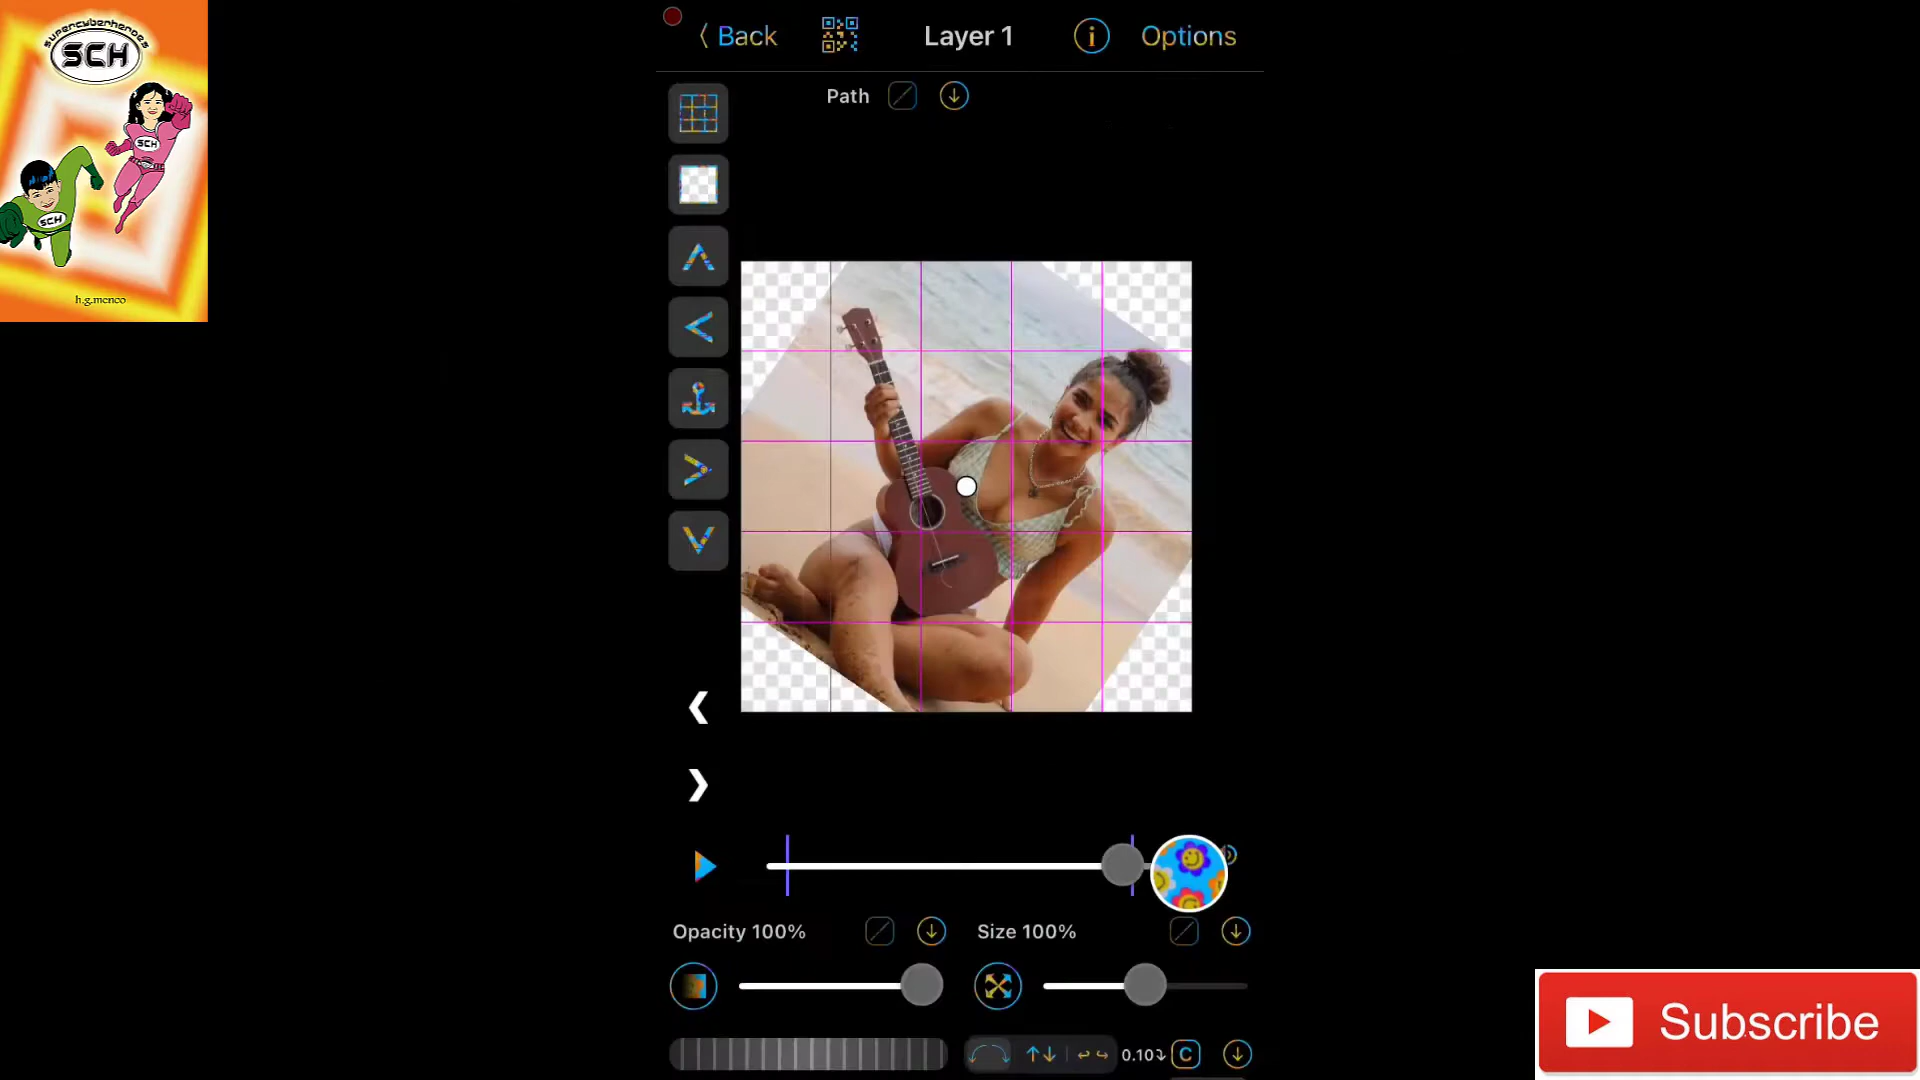 supercyberheroes
SCH
SCH
SCH
h.g.menco
Back
Layer 1
Options
Path
Opacity 100%
Size 100%
0.10
C
Subscribe